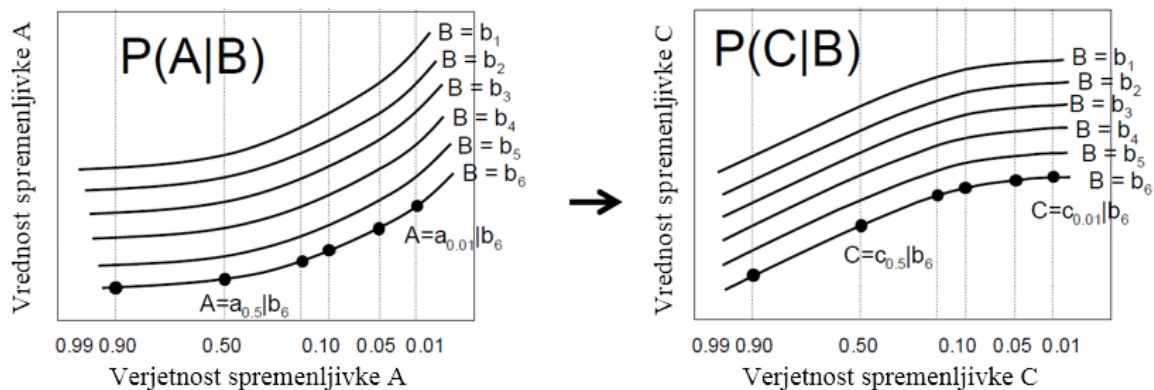 Vrednost spremenljivke A
P(A|B)
B = b₁
B = b₂
B = b₃
B = b₄
B = b₅
B = b₆
A=a₀.₀₁|b₆
A=a₀.₅|b₆
0.99 0.90 0.50 0.10 0.05 0.01
Verjetnost spremenljivke A
Vrednost spremenljivke C
P(C|B)
B = b₁
B = b₂
B = b₃
B = b₄
B = b₅
B = b₆
C=c₀.₀₁|b₆
C=c₀.₅|b₆
0.99 0.90 0.50 0.10 0.05 0.01
Verjetnost spremenljivke C